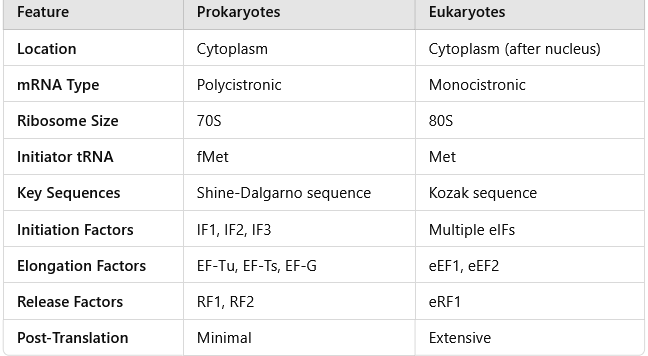 Feature Prokaryotes Eukaryotes
Location Cytoplasm Cytoplasm (after nucleus)
mRNA Type Polycistronic Monocistronic
Ribosome Size 70S 80S
Initiator tRNA fMet Met
Key Sequences Shine-Dalgarno sequence Kozak sequence
Initiation Factors IF1, IF2, IF3 Multiple eIFs
Elongation Factors EF-Tu, EF-Ts, EF-G eEF1, eEF2
Release Factors RF1, RF2 eRF1
Post-Translation Minimal Extensive